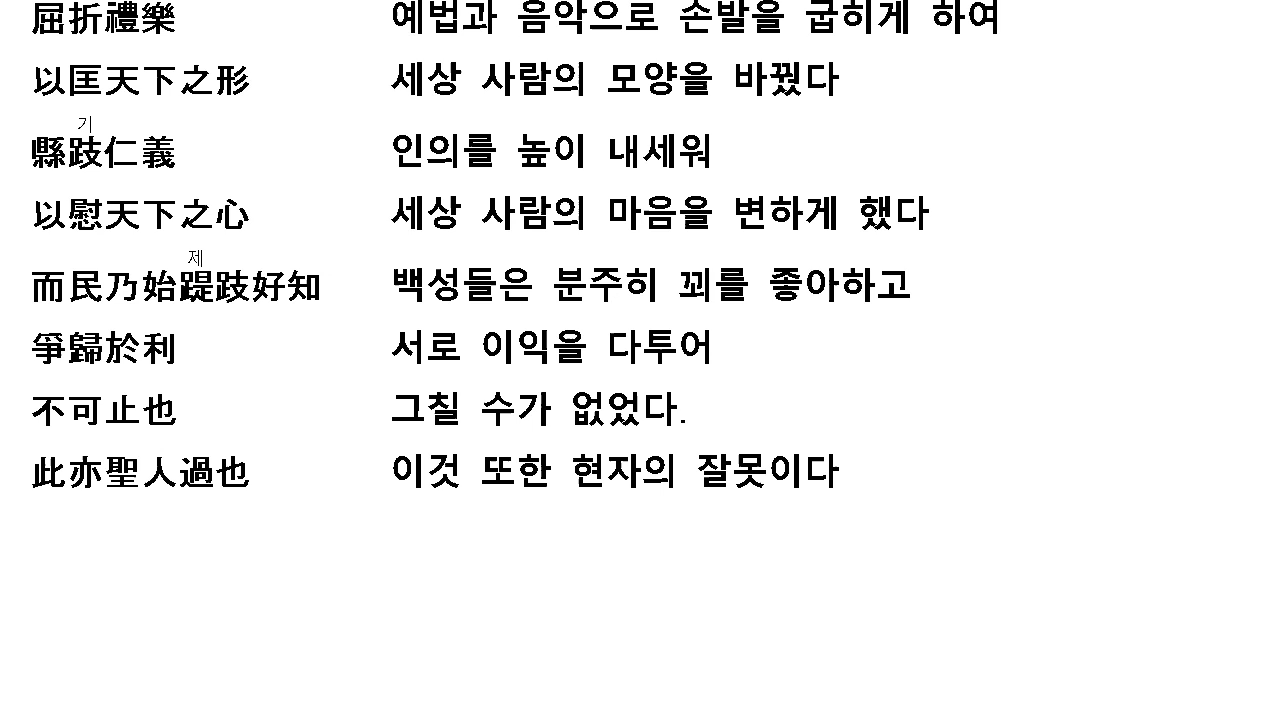 屈折禮樂 예법과 음악으로 손발을 굽히게 하여
以匡天下之形 세상 사람의 모양을 바꿨다
기
縣跂仁義 인의를 높이 내세워
以慰天下之心 세상 사람의 마음을 변하게 했다
제
而民乃始踶跂好知 백성들은 분주히 꾀를 좋아하고
爭歸於利 서로 이익을 다투어
不可止也 그칠 수가 없었다.
此亦聖人過也 이것 또한 현자의 잘못이다